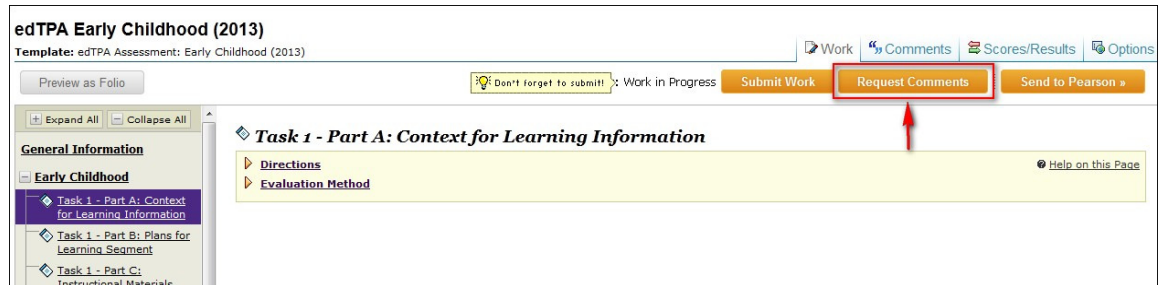 edTPA Early Childhood (2013)
Template: edTPA Assessment: Early Childhood (2013)
Work Comments Scores/Results Options
Preview as Folio Don't forget to submit! : Work in Progress Submit Work Request Comments Send to Pearson »
Expand All Collapse All
General Information
Early Childhood
Task 1 - Part A: Context
for Learning Information
Task 1 - Part B: Plans for
Learning Segment
Task 1 - Part C:
Instructional Materials
Task 1 - Part A: Context for Learning Information
Directions
Help on this Page
Evaluation Method